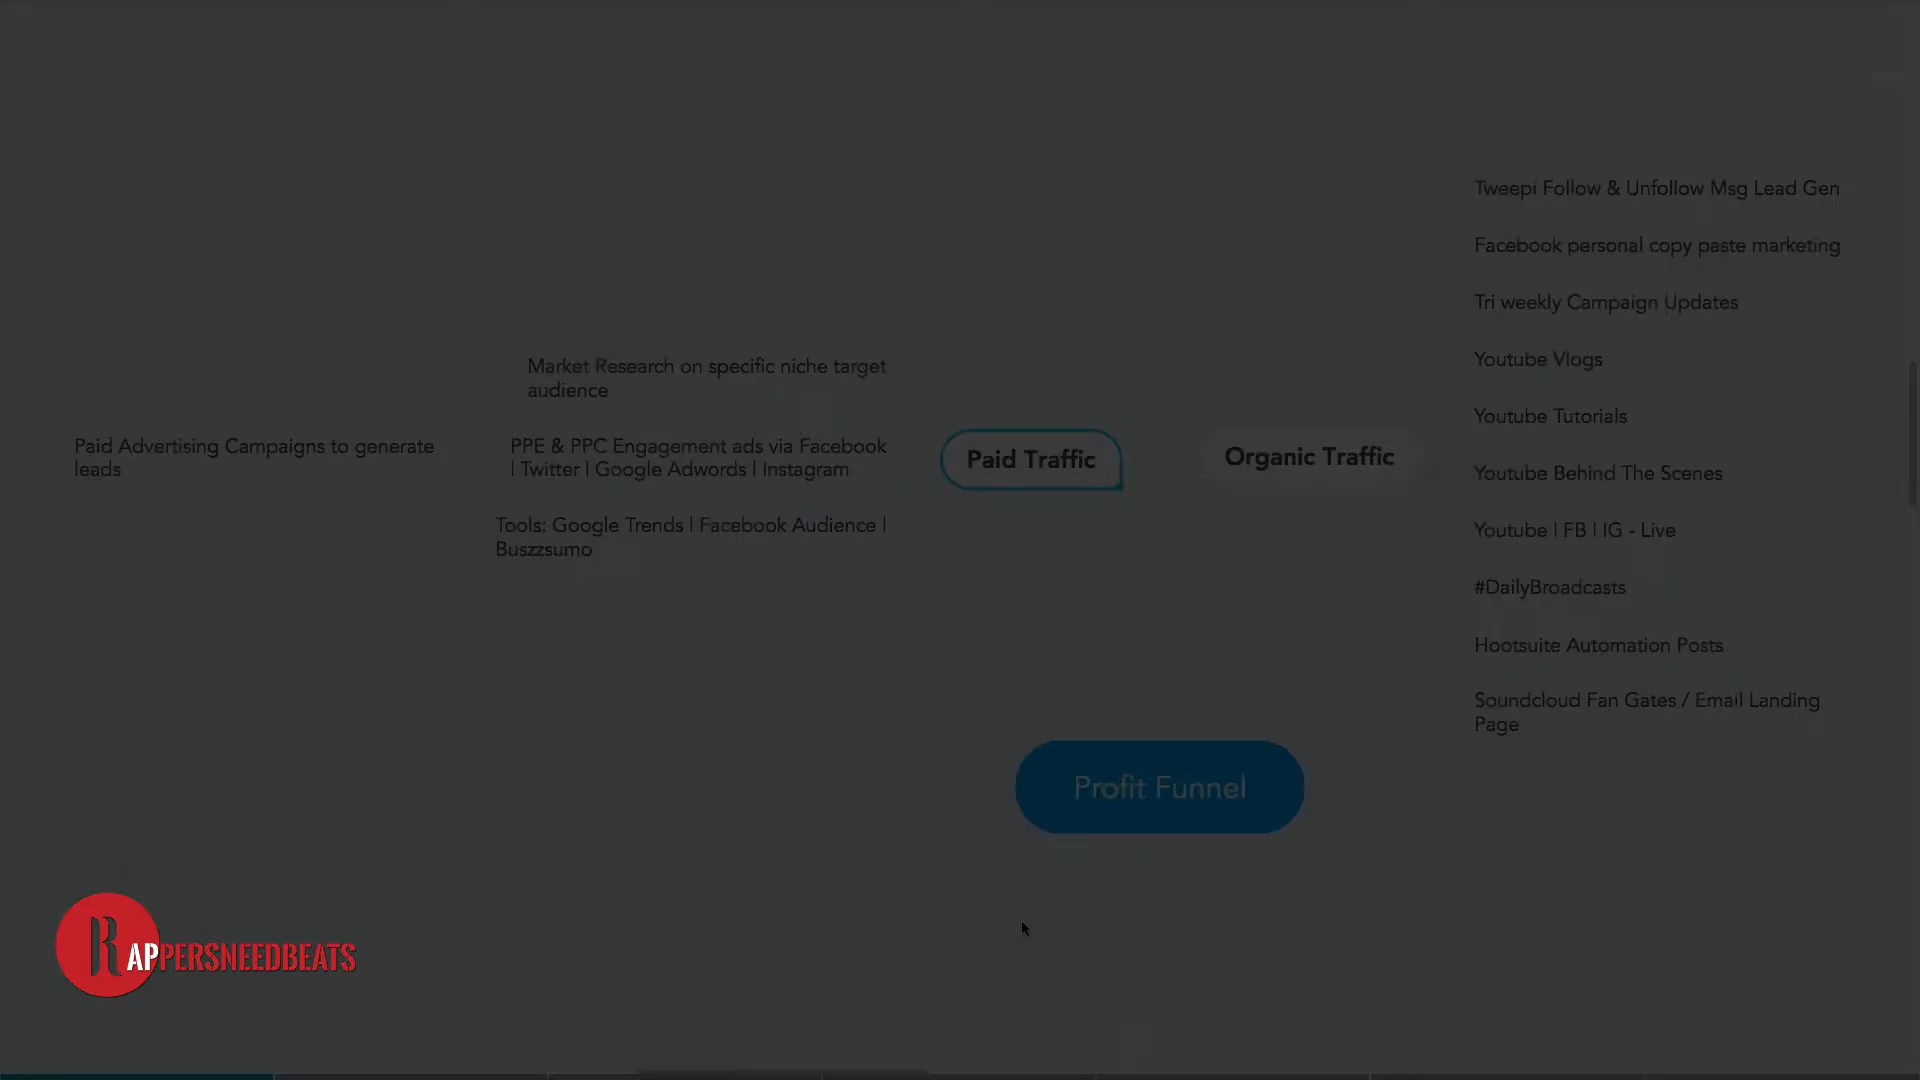 Paid Advertising Campaigns to generate
leads
Market Research on specific niche target
audience
PPE & PPC Engagement ads via Facebook
| Twitter | Google Adwords | Instagram
Tools: Google Trends | Facebook Audience |
Buszzsumo
Paid Traffic
Organic Traffic
Tweepi Follow & Unfollow Msg Lead Gen
Facebook personal copy paste marketing
Tri weekly Campaign Updates
Youtube Vlogs
Youtube Tutorials
Youtube Behind The Scenes
Youtube | FB | IG - Live
#DailyBroadcasts
Hootsuite Automation Posts
Soundcloud Fan Gates / Email Landing
Page
Profit Funnel
RAPPERSNEEDBEATS